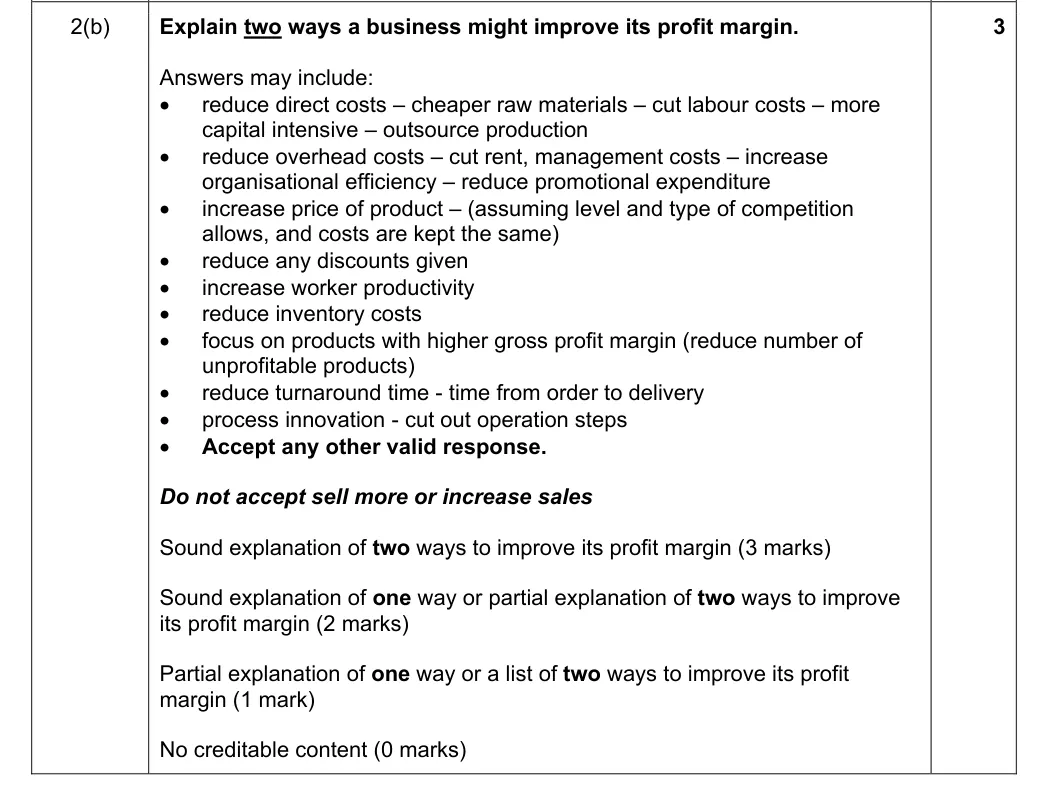 2(b)
Explain two ways a business might improve its profit margin.
3
Answers may include:
• reduce direct costs – cheaper raw materials – cut labour costs – more
capital intensive – outsource production
• reduce overhead costs – cut rent, management costs – increase
organisational efficiency – reduce promotional expenditure
• increase price of product – (assuming level and type of competition
allows, and costs are kept the same)
• reduce any discounts given
• increase worker productivity
• reduce inventory costs
• focus on products with higher gross profit margin (reduce number of
unprofitable products)
• reduce turnaround time - time from order to delivery
• process innovation - cut out operation steps
• Accept any other valid response.
Do not accept sell more or increase sales
Sound explanation of two ways to improve its profit margin (3 marks)
Sound explanation of one way or partial explanation of two ways to improve
its profit margin (2 marks)
Partial explanation of one way or a list of two ways to improve its profit
margin (1 mark)
No creditable content (0 marks)